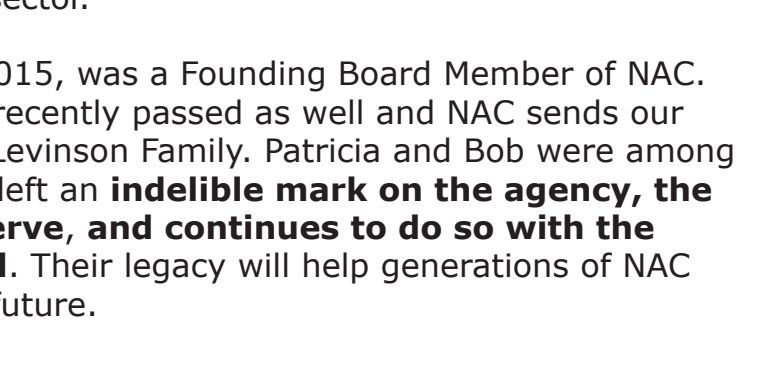 sector.
015, was a Founding Board Member of NAC.
recently passed as well and NAC sends our
Levinson Family. Patricia and Bob were among
left an indelible mark on the agency, the
erve, and continues to do so with the
. Their legacy will help generations of NAC
future.